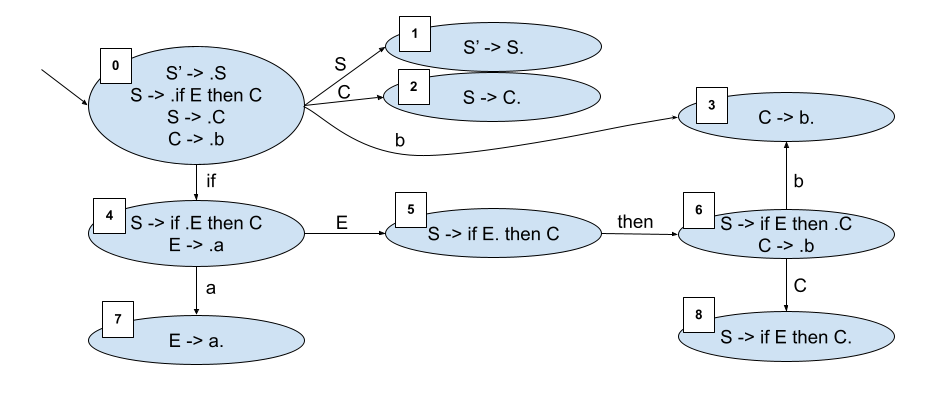 0
S’ -> .S
S -> .if E then C
S -> .C
C -> .b
S
C
b
1
S’ -> S.
2
S -> C.
3
C -> b.
if
4
S -> if .E then C
E -> .a
E
5
S -> if E. then C
then
6
S -> if E then .C
C -> .b
b
a
C
7
E -> a.
8
S -> if E then C.